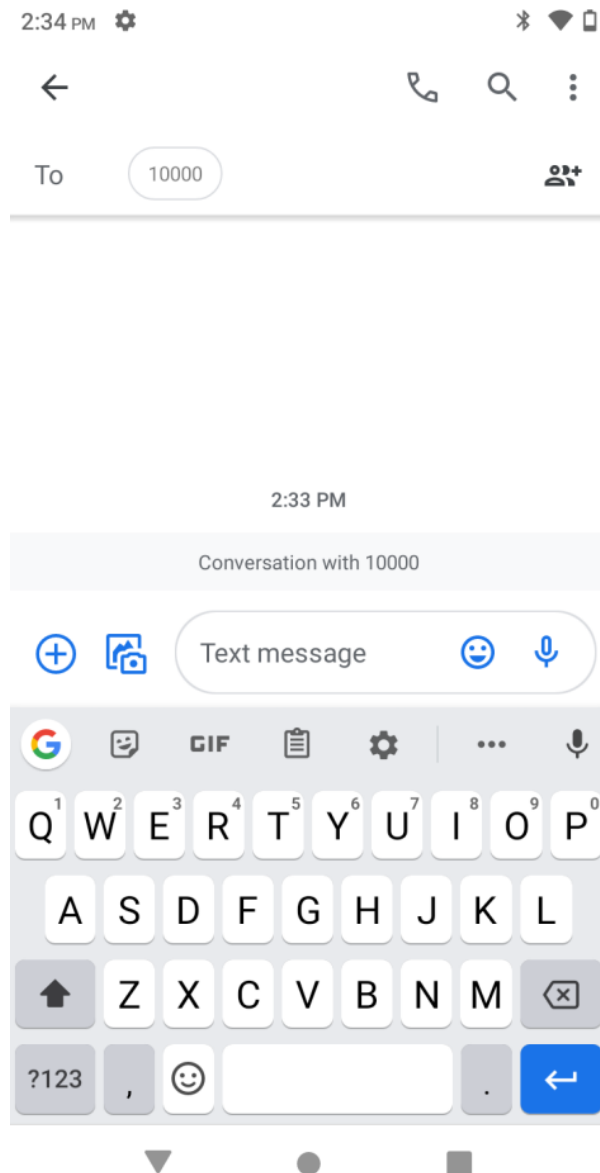 2:34 PM
To 10000
2:33 PM
Conversation with 10000
Text message
G GIF
1 2 3 4 5 6 7 8 9 0
Q W E R T Y U I O P
A S D F G H J K L
Z X C V B N M
?123 , .